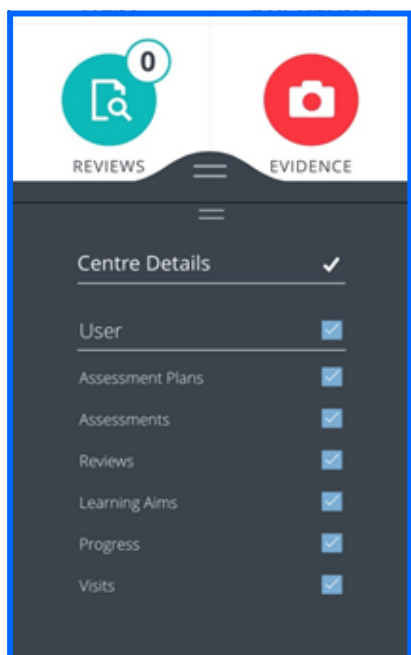 0
REVIEWS EVIDENCE
Centre Details
User
Assessment Plans
Assessments
Reviews
Learning Aims
Progress
Visits